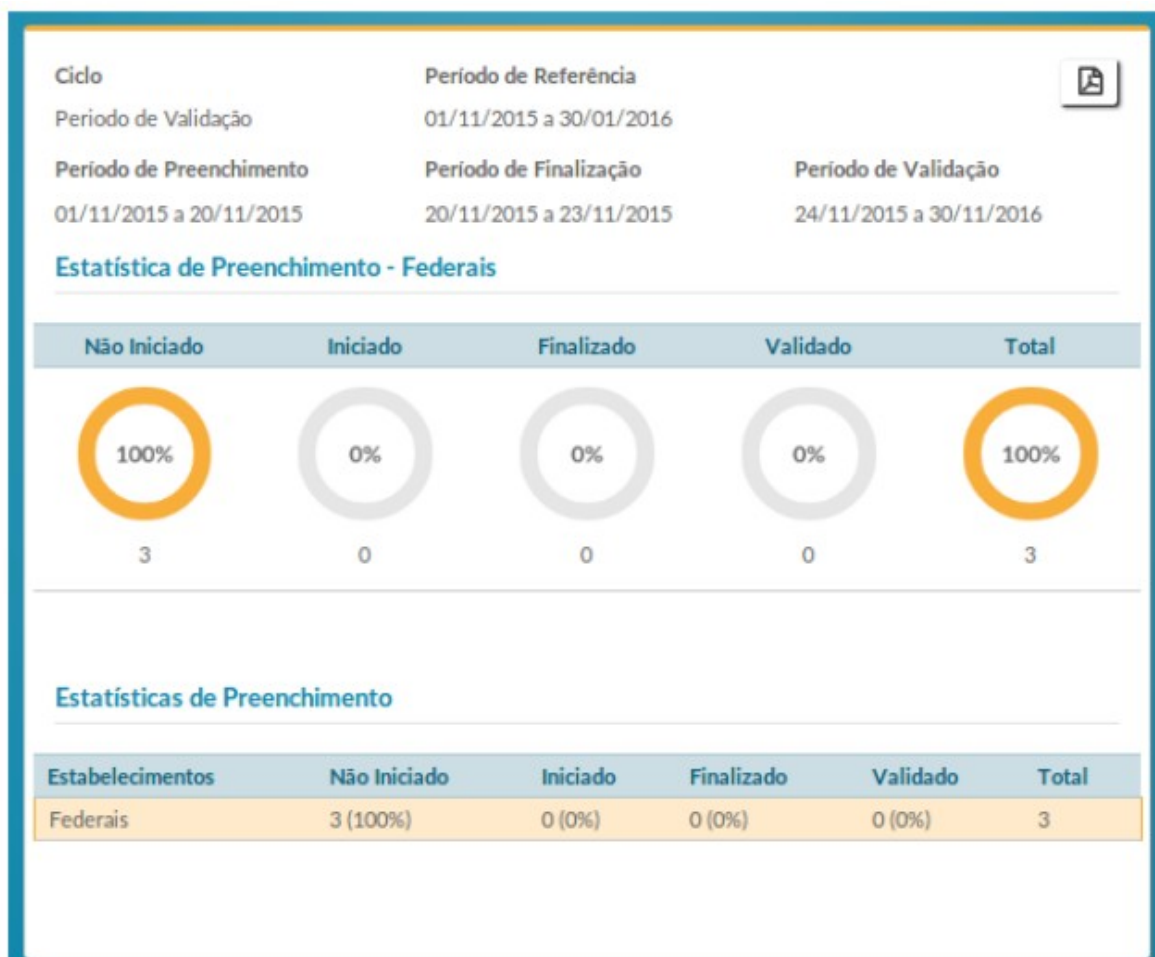 Ciclo Período de Referência
Periodo de Validação 01/11/2015 a 30/01/2016
Período de Preenchimento Período de Finalização Período de Validação
01/11/2015 a 20/11/2015 20/11/2015 a 23/11/2015 24/11/2015 a 30/11/2016
Estatística de Preenchimento - Federais
Não Iniciado Iniciado Finalizado Validado Total
100% 0% 0% 0% 100%
3 0 0 0 3
Estatísticas de Preenchimento
Estabelecimentos Não Iniciado Iniciado Finalizado Validado Total
Federais 3 (100%) 0 (0%) 0 (0%) 0 (0%) 3